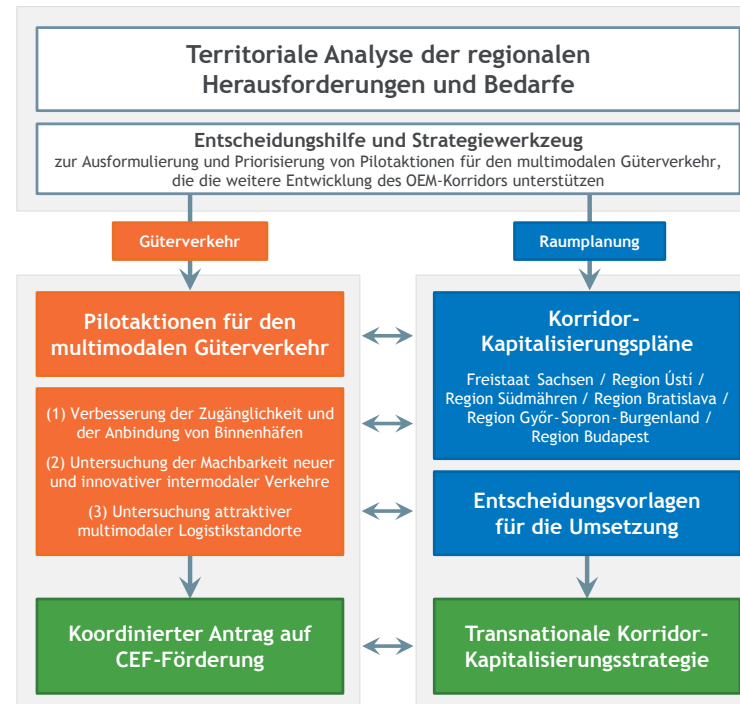 Territoriale Analyse der regionalen
Herausforderungen und Bedarfe
Entscheidungshilfe und Strategiewerkzeug
zur Ausformulierung und Priorisierung von Pilotaktionen für den multimodalen Güterverkehr,
die die weitere Entwicklung des OEM-Korridors unterstützen
Güterverkehr
Raumplanung
Pilotaktionen für den
multimodalen Güterverkehr
(1) Verbesserung der Zugänglichkeit und
der Anbindung von Binnenhäfen
(2) Untersuchung der Machbarkeit neuer
und innovativer intermodaler Verkehre
(3) Untersuchung attraktiver
multimodaler Logistikstandorte
Korridor-
Kapitalisierungspläne
Freistaat Sachsen / Region Ústí /
Region Südmähren / Region Bratislava /
Region Győr-Sopron-Burgenland /
Region Budapest
Entscheidungsvorlagen
für die Umsetzung
Koordinierter Antrag auf
CEF-Förderung
Transnationale Korridor-
Kapitalisierungsstrategie